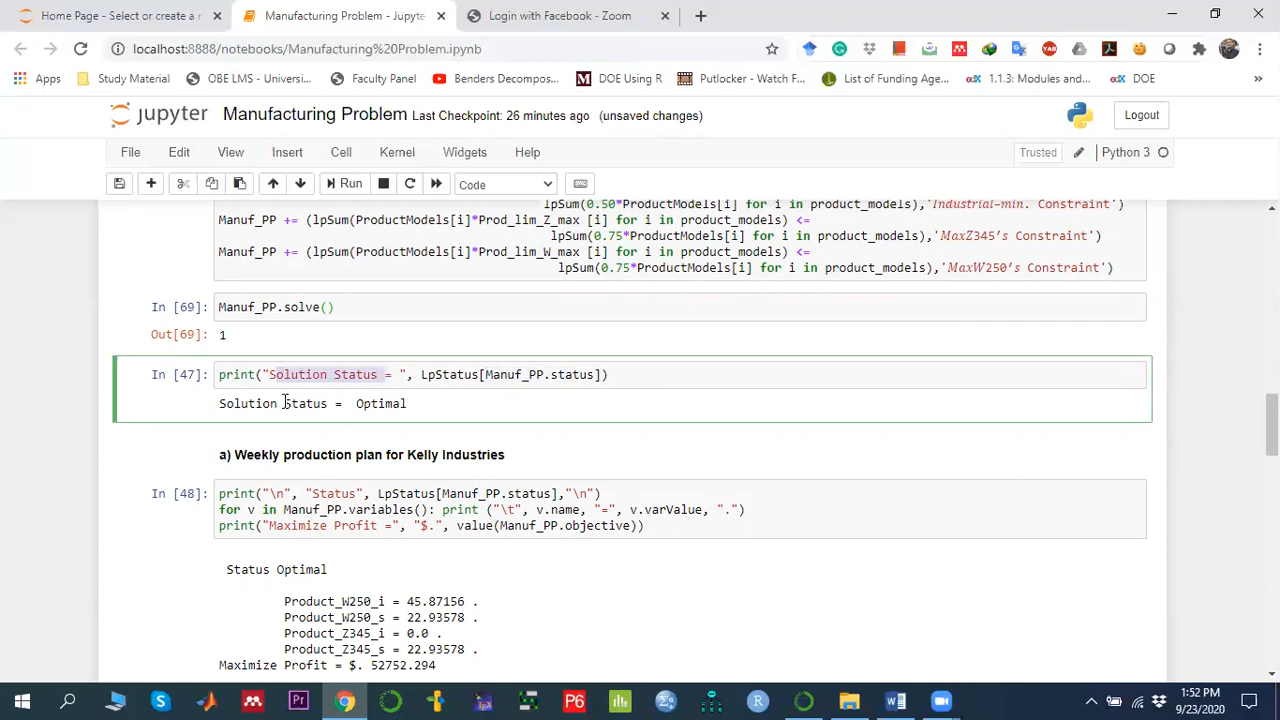 Home Page - Select or create a r
Manufacturing Problem - Jupyte
Login with Facebook - Zoom
localhost:8888/notebooks/Manufacturing%20Problem.ipynb
Apps
Study Material
OBE LMS - Universi...
Faculty Panel
Benders Decompos...
DOE Using R
Putlocker - Watch F...
List of Funding Age...
1.1.3: Modules and...
DOE
»
jupyter
Manufacturing Problem Last Checkpoint: 26 minutes ago (unsaved changes)
Logout
File Edit View Insert Cell Kernel Widgets Help
Trusted
Python 3
Run
Code
lpSum(0.50*ProductModels[i] for i in product_models),'Industrial-min. Constraint')
Manuf_PP += (lpSum(ProductModels[i]*Prod_lim_Z_max [i] for i in product_models) <=
lpSum(0.75*ProductModels[i] for i in product_models),'MaxZ345’s Constraint')
Manuf_PP += (lpSum(ProductModels[i]*Prod_lim_W_max [i] for i in product_models) <=
lpSum(0.75*ProductModels[i] for i in product_models),'MaxW250’s Constraint')
In [69]: Manuf_PP.solve()
Out[69]: 1
In [47]: print("Solution Status = ", LpStatus[Manuf_PP.status])
Solution Status =  Optimal
a) Weekly production plan for Kelly Industries
In [48]: print("\n", "Status", LpStatus[Manuf_PP.status],"\n")
for v in Manuf_PP.variables(): print ("\t", v.name, "=", v.varValue, ".")
print("Maximize Profit =", "$.", value(Manuf_PP.objective))
Status Optimal
Product_W250_i = 45.87156 .
Product_W250_s = 22.93578 .
Product_Z345_i = 0.0 .
Product_Z345_s = 22.93578 .
Maximize Profit = $. 52752.294
1:52 PM
9/23/2020